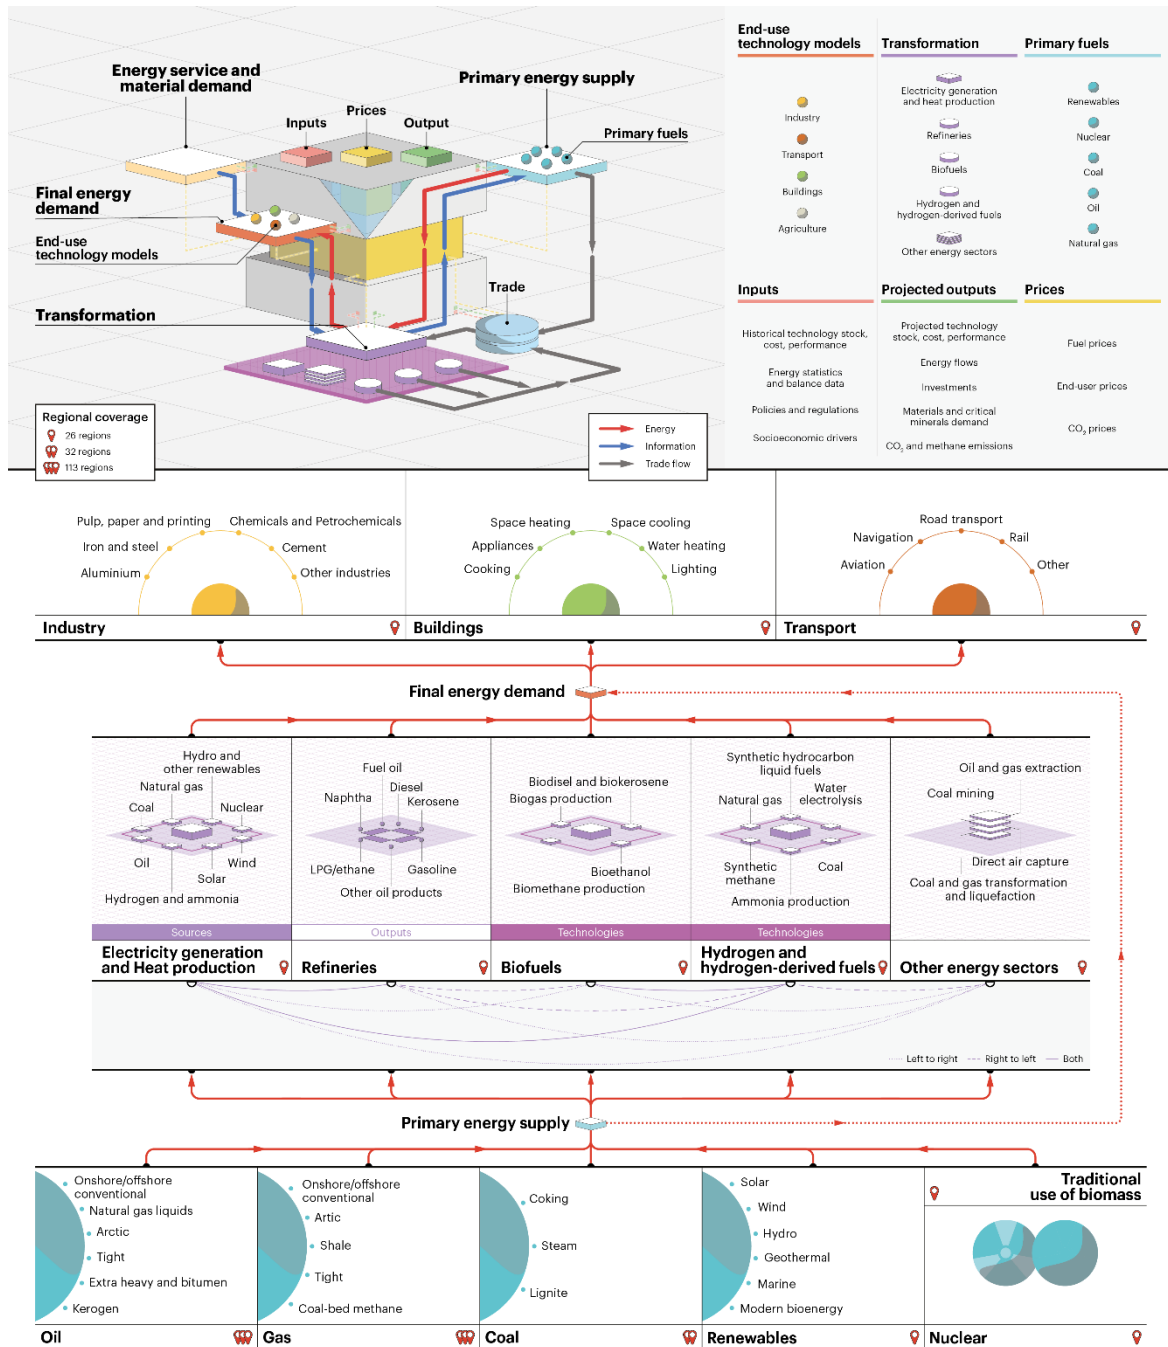 Energy service and
material demand
Primary energy supply
Prices
Inputs
Output
Primary fuels
Final energy
demand
End-use
technology models
Transformation
Trade
Regional coverage
26 regions
32 regions
113 regions
Energy
Information
Trade flow
End-use
technology models
Industry
Transport
Buildings
Agriculture
Transformation
Electricity generation
and heat production
Refineries
Biofuels
Hydrogen and
hydrogen-derived fuels
Other energy sectors
Primary fuels
Renewables
Nuclear
Coal
Oil
Natural gas
Inputs
Historical technology stock,
cost, performance
Energy statistics
and balance data
Policies and regulations
Socioeconomic drivers
Projected outputs
Projected technology
stock, cost, performance
Energy flows
Investments
Materials and critical
minerals demand
CO₂ and methane emissions
Prices
Fuel prices
End-user prices
CO₂ prices
Pulp, paper and printing
Chemicals and Petrochemicals
Iron and steel
Cement
Aluminium
Other industries
Industry
Space heating
Space cooling
Appliances
Water heating
Cooking
Lighting
Buildings
Road transport
Navigation
Rail
Aviation
Other
Transport
Final energy demand
Hydro and
other renewables
Natural gas
Coal
Nuclear
Oil
Wind
Solar
Hydrogen and ammonia
Sources
Electricity generation
and Heat production
Fuel oil
Diesel
Naphtha
Kerosene
LPG/ethane
Gasoline
Other oil products
Outputs
Refineries
Biodisel and biokerosene
Biogas production
Bioethanol
Biomethane production
Technologies
Biofuels
Synthetic hydrocarbon
liquid fuels
Water
electrolysis
Natural gas
Synthetic
methane
Coal
Ammonia production
Technologies
Hydrogen and
hydrogen-derived fuels
Oil and gas extraction
Coal mining
Direct air capture
Coal and gas transformation
and liquefaction
Other energy sectors
Left to right
Right to left
Both
Primary energy supply
Onshore/offshore
conventional
Natural gas liquids
Arctic
Tight
Extra heavy and bitumen
Kerogen
Oil
Onshore/offshore
conventional
Artic
Shale
Tight
Coal-bed methane
Gas
Coking
Steam
Lignite
Coal
Solar
Wind
Hydro
Geothermal
Marine
Modern bioenergy
Renewables
Traditional
use of biomass
Nuclear